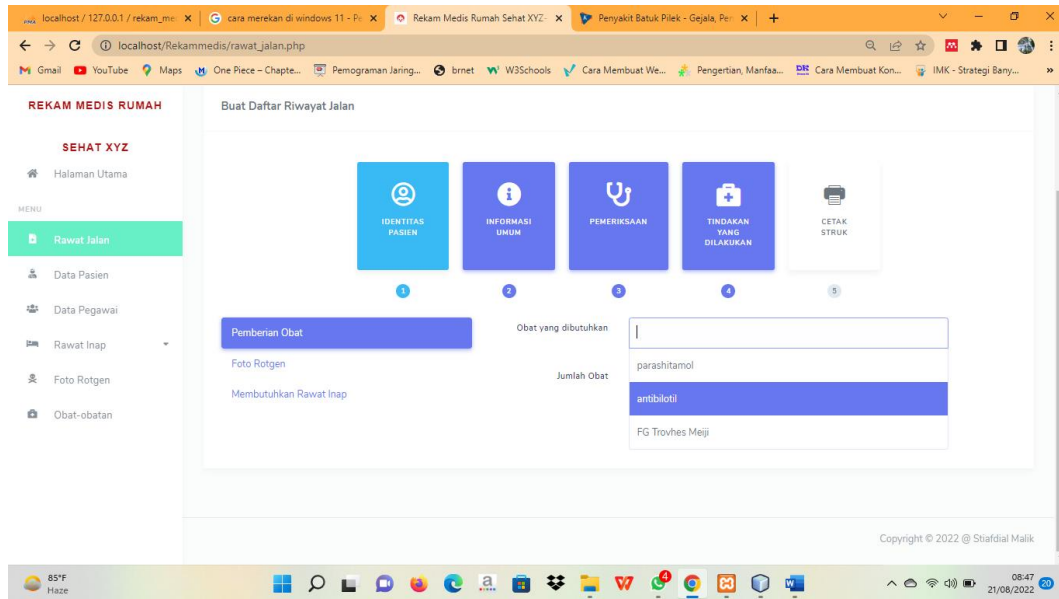 localhost / 127.0.0.1 / rekam_me
cara merekan di windows 11 - Pe
Rekam Medis Rumah Sehat XYZ-
Penyakit Batuk Pilek - Gejala, Per
localhost/Rekammedis/rawat_jalan.php
Gmail
YouTube
Maps
One Piece – Chapte...
Pemograman Jaring...
brnet
W3Schools
Cara Membuat We...
Pengertian, Manfaa...
Cara Membuat Kon...
IMK - Strategi Bany...
»
REKAM MEDIS RUMAH
SEHAT XYZ
Halaman Utama
MENU
Rawat Jalan
Data Pasien
Data Pegawai
Rawat Inap
Foto Rotgen
Obat-obatan
Buat Daftar Riwayat Jalan
IDENTITAS
PASIEN
INFORMASI
UMUM
PEMERIKSAAN
TINDAKAN
YANG
DILAKUKAN
CETAK
STRUK
1
2
3
4
5
Pemberian Obat
Foto Rotgen
Membutuhkan Rawat Inap
Obat yang dibutuhkan
Jumlah Obat
parashitamol
antibilotil
FG Trovhes Meiji
Copyright © 2022 @ Stiafdial Malik
85°F
Haze
4
08:47
21/08/2022
20